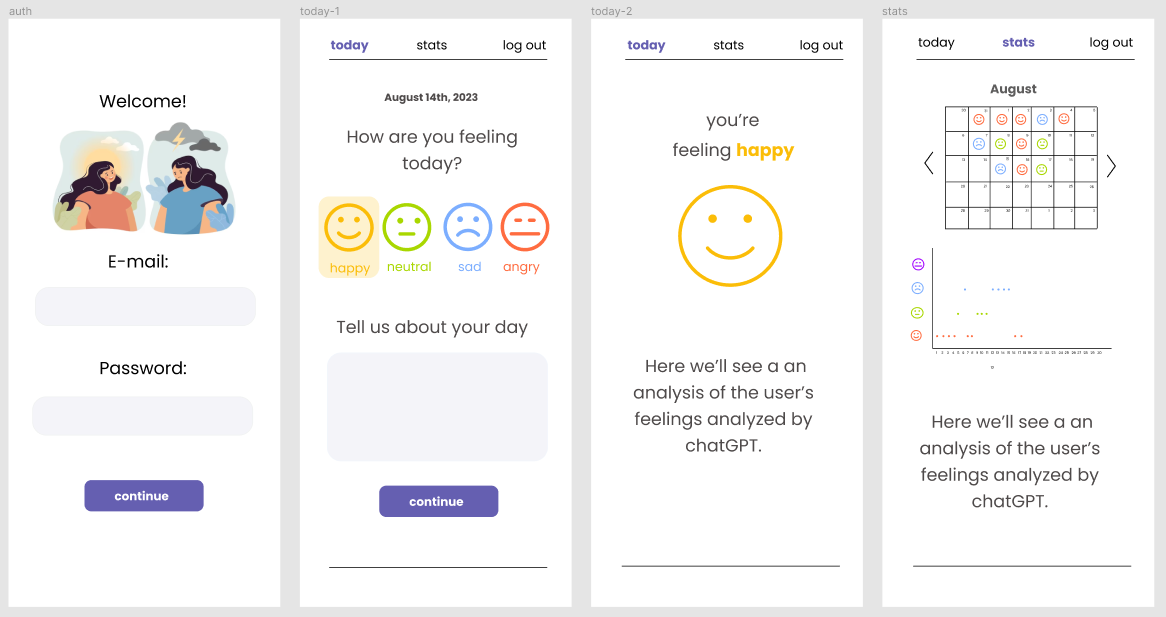 auth
Welcome!
E-mail:
Password:
continue
today-1
today
stats
log out
August 14th, 2023
How are you feeling
today?
happy
neutral
sad
angry
Tell us about your day
continue
today-2
today
stats
log out
you're
feeling happy
Here we'll see a an
analysis of the user's
feelings analyzed by
chatGPT.
stats
today
stats
log out
August
Here we'll see a an
analysis of the user's
feelings analyzed by
chatGPT.